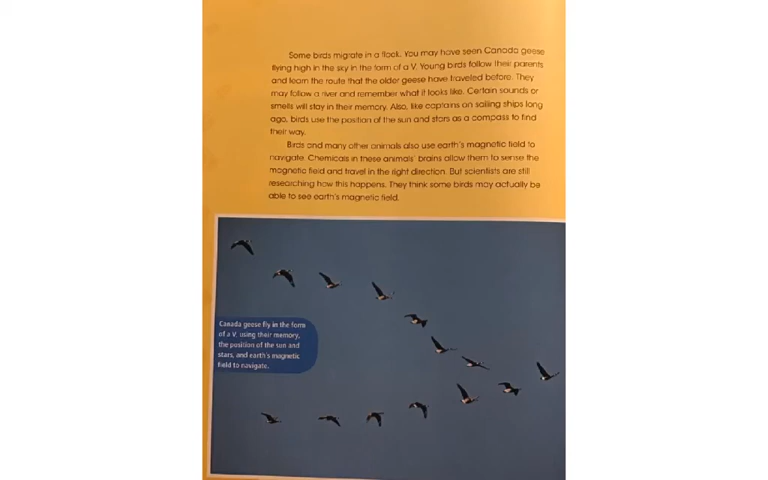 Some birds migrate in a flock. You may have seen Canada geese
flying high in the sky in the form of a V. Young birds follow their parents
and learn the route that the older geese have traveled before. They
may follow a river and remember what it looks like. Certain sounds or
smells will stay in their memory. Also, like captains on sailing ships long
ago, birds use the position of the sun and stars as a compass to find
their way.
Birds and many other animals also use earth's magnetic field to
navigate. Chemicals in these animals' brains allow them to sense the
magnetic field and travel in the right direction. But scientists are still
researching how this happens. They think some birds may actually be
able to see earth's magnetic field.
Canada geese fly in the form
of a V, using their memory,
the position of the sun and
stars, and earth's magnetic
field to navigate.